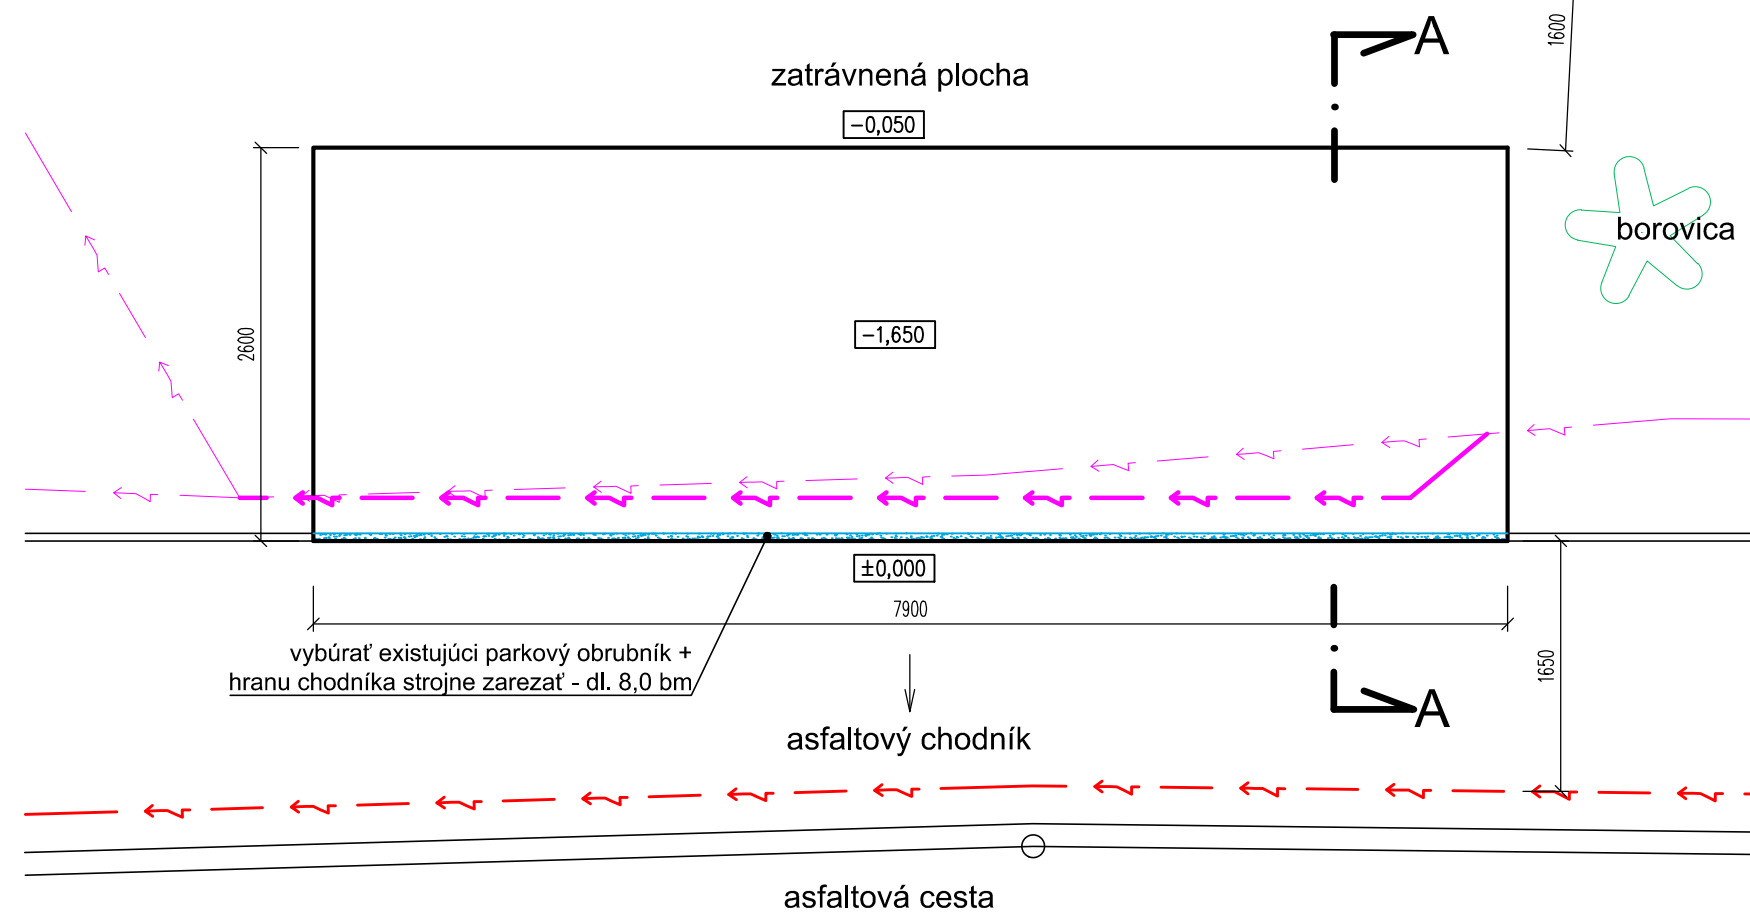 1600
A
zatrávnená plocha
−0,050
borovica
2600
−1,650
±0,000
7900
vybúrať existujúci parkový obrubník +
hranu chodníka strojne zarezať - dl. 8,0 bm
1650
A
asfaltový chodník
asfaltová cesta